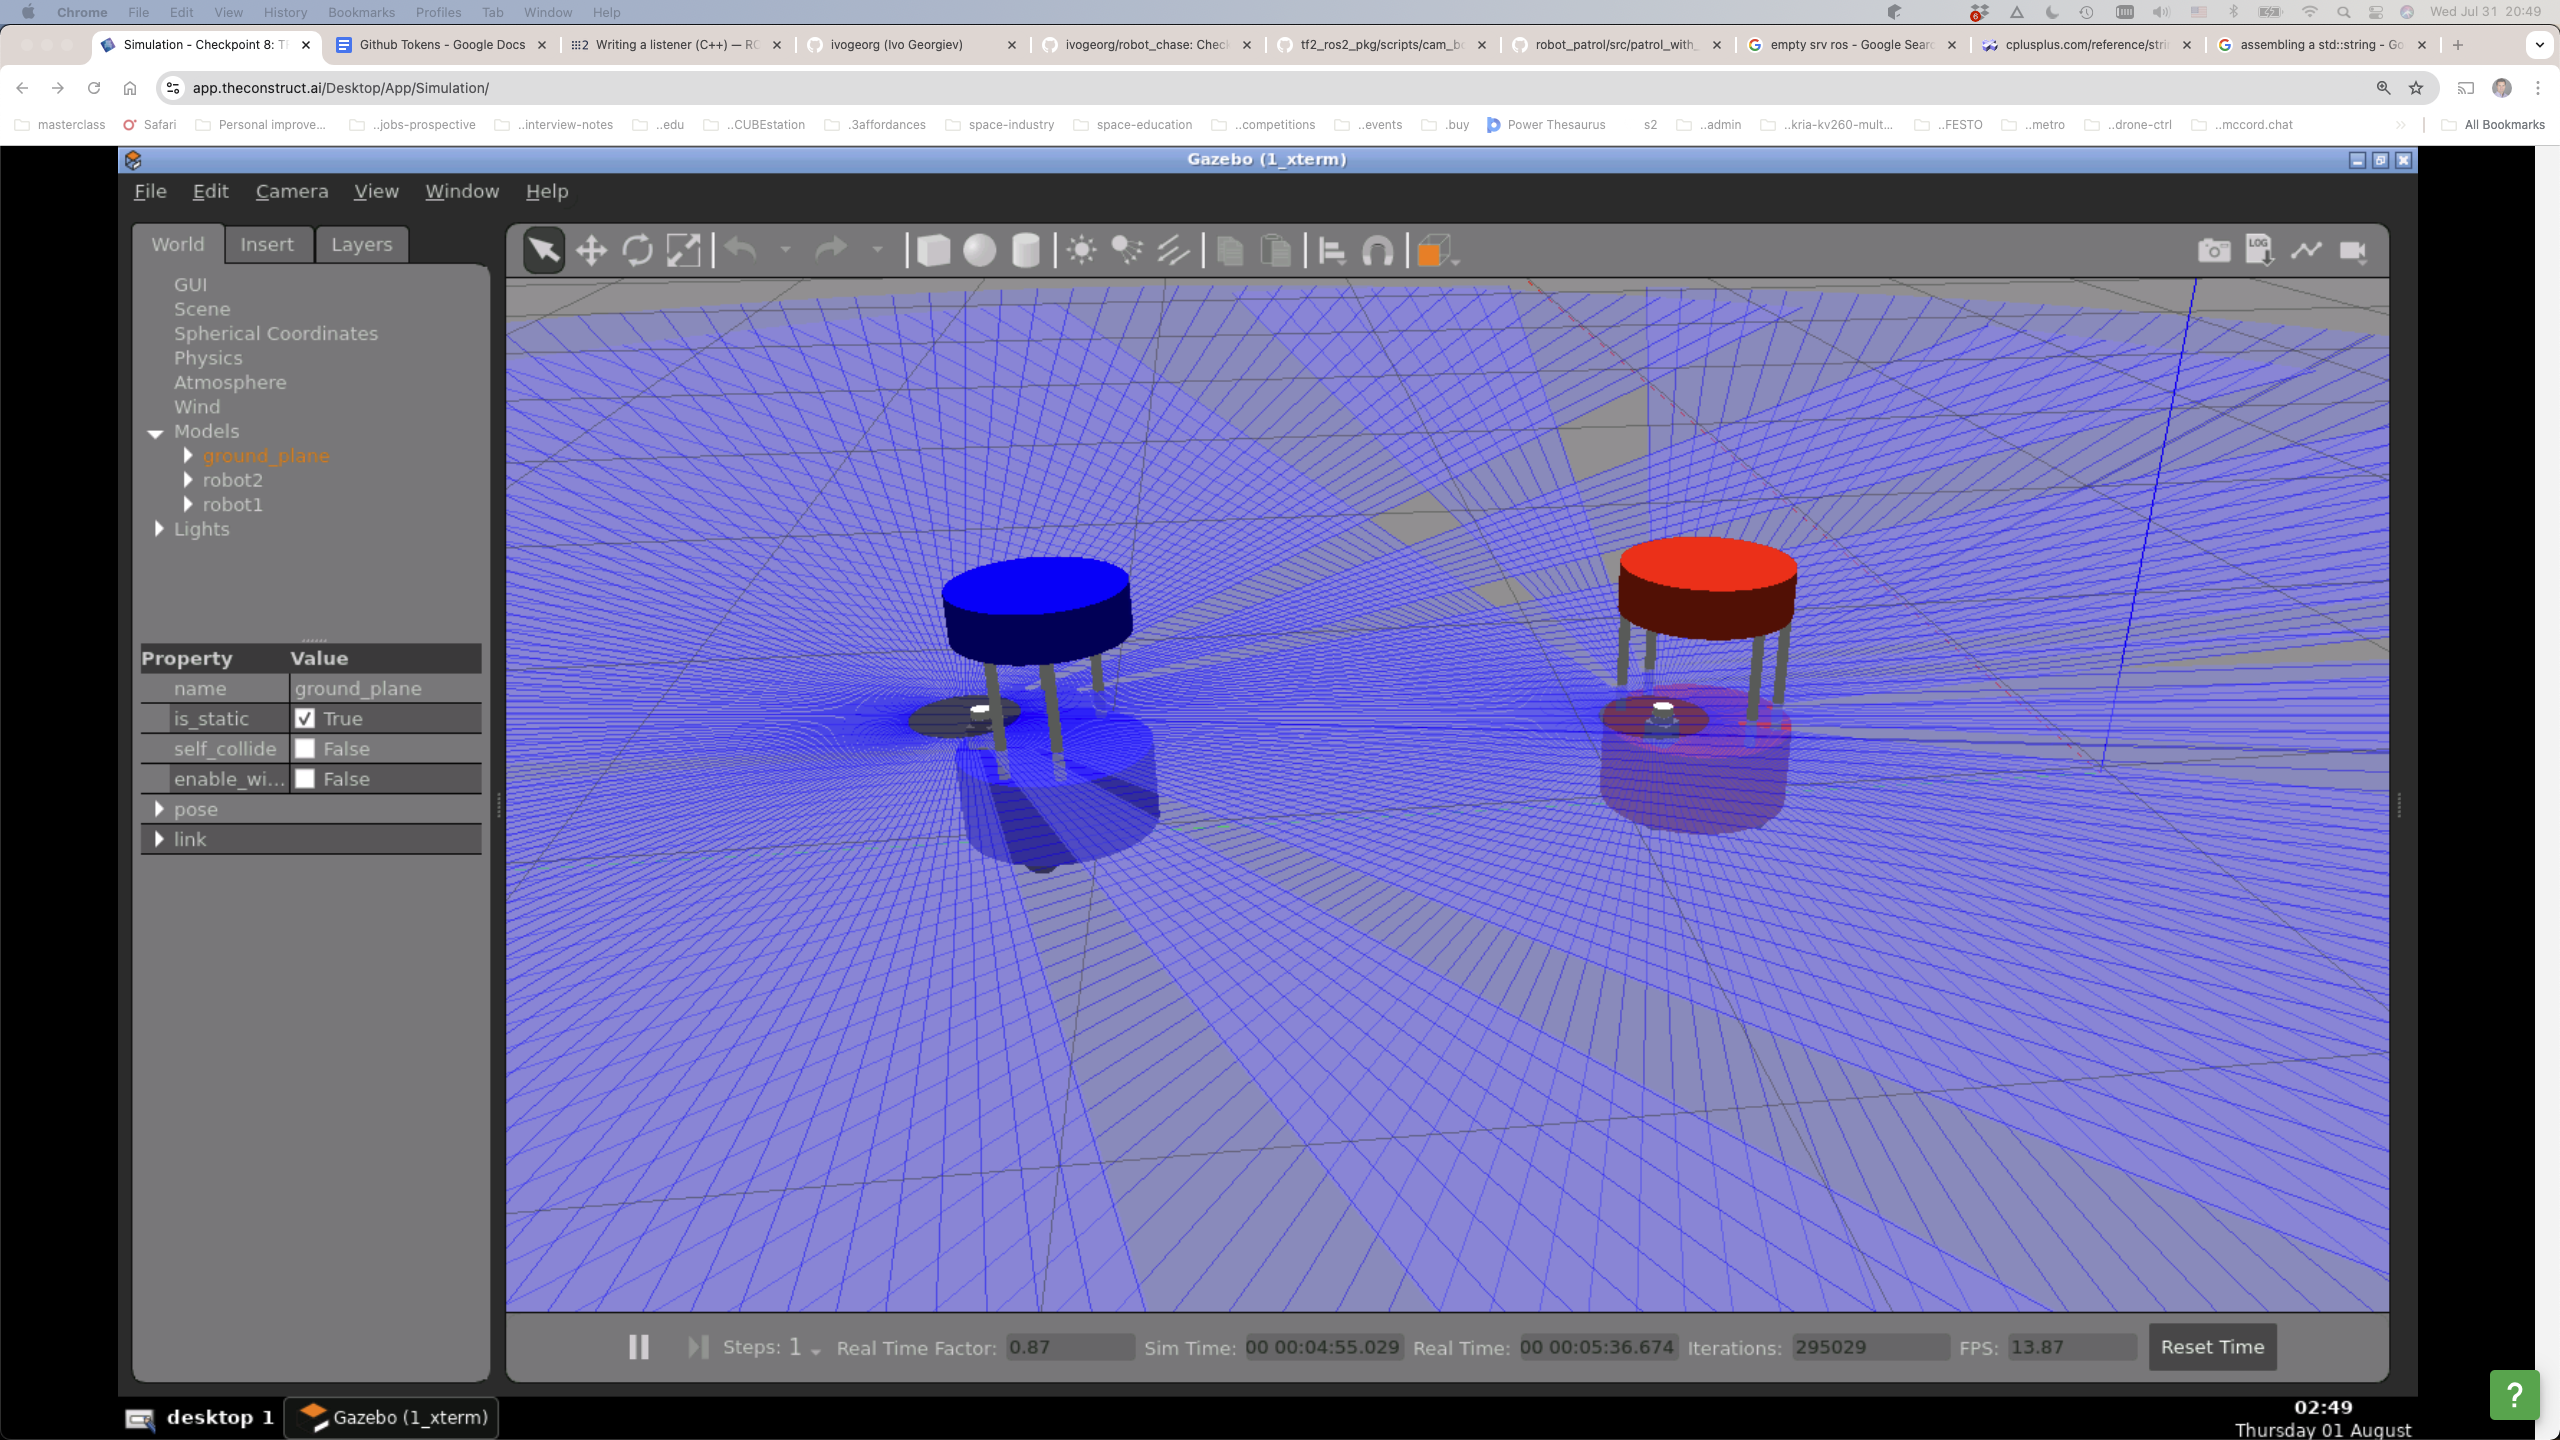 Chrome File Edit View History Bookmarks Profiles Tab Window Help Wed Jul 31 20:49
Simulation - Checkpoint 8: Github Tokens - Google Docs Writing a listener (C++) — ivogeorg (Ivo Georgiev) ivogeorg/robot_chase: tf2_ros2_pkg/scripts/ robot_patrol/src/patrol_with_ empty srv ros - Google cplusplus.com/reference/ assembling a std::string -
app.theconstruct.ai/Desktop/App/Simulation/
masterclass Safari Personal improve... ..jobs-prospective ..interview-notes ..edu ..CUBEstation .3affordances space-industry space-education ..competitions ..events .buy Power Thesaurus s2 ..admin ..kria-kv260-mult... ..FESTO ..metro ..drone-ctrl ..mccord.chat All Bookmarks
Gazebo (1_xterm)
File Edit Camera View Window Help
World Insert Layers
LOG
GUI
Scene
Spherical Coordinates
Physics
Atmosphere
Wind
Models
ground_plane
robot2
robot1
Lights
Property Value
name ground_plane
is_static True
self_collide False
enable_wi... False
pose
link
Steps: 1 Real Time Factor: 0.87 Sim Time: 00 00:04:55.029 Real Time: 00 00:05:36.674 Iterations: 295029 FPS: 13.87 Reset Time
?
desktop 1 Gazebo (1_xterm) 02:49
Thursday 01 August